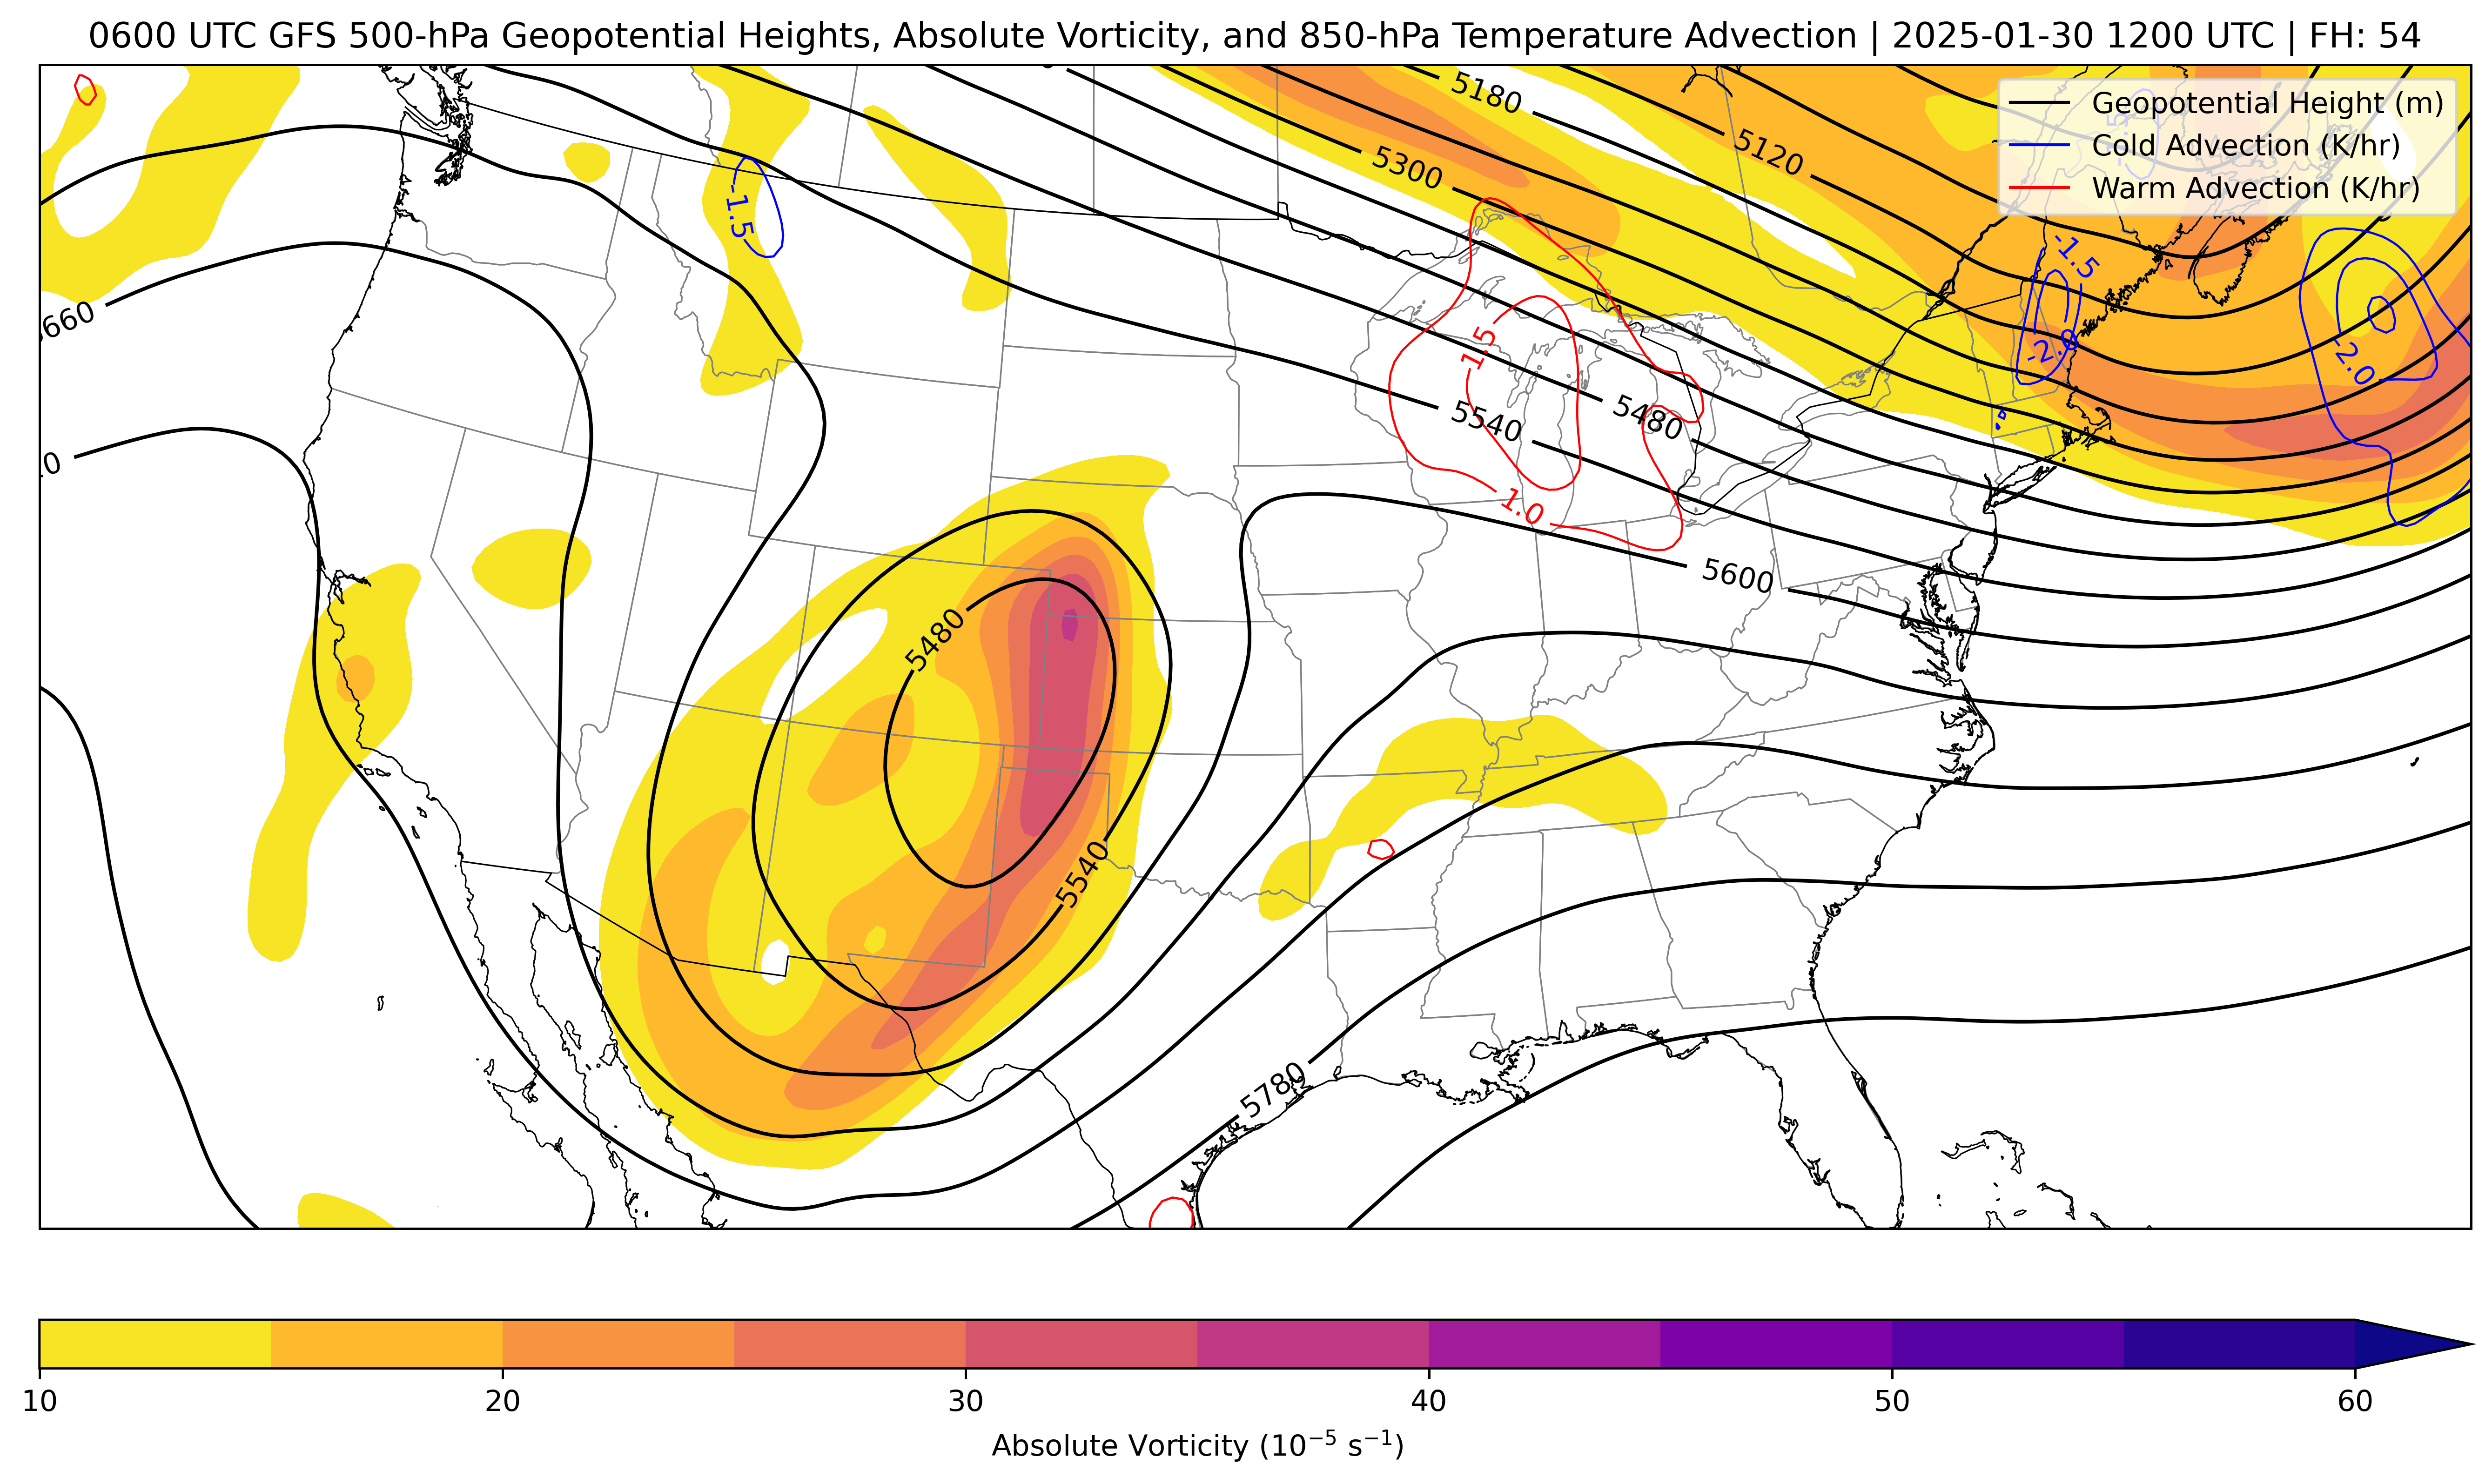 0600 UTC GFS 500-hPa Geopotential Heights, Absolute Vorticity, and 850-hPa Temperature Advection | 2025-01-30 1200 UTC | FH: 54
Geopotential Height (m)
Cold Advection (K/hr)
Warm Advection (K/hr)
5180
5120
5300
-1.5
-1.5
-2.0
-2.0
660
1.5
5540
5480
1.0
5600
5480
5540
5780
10 20 30 40 50 60
Absolute Vorticity (10⁻⁵ s⁻¹)